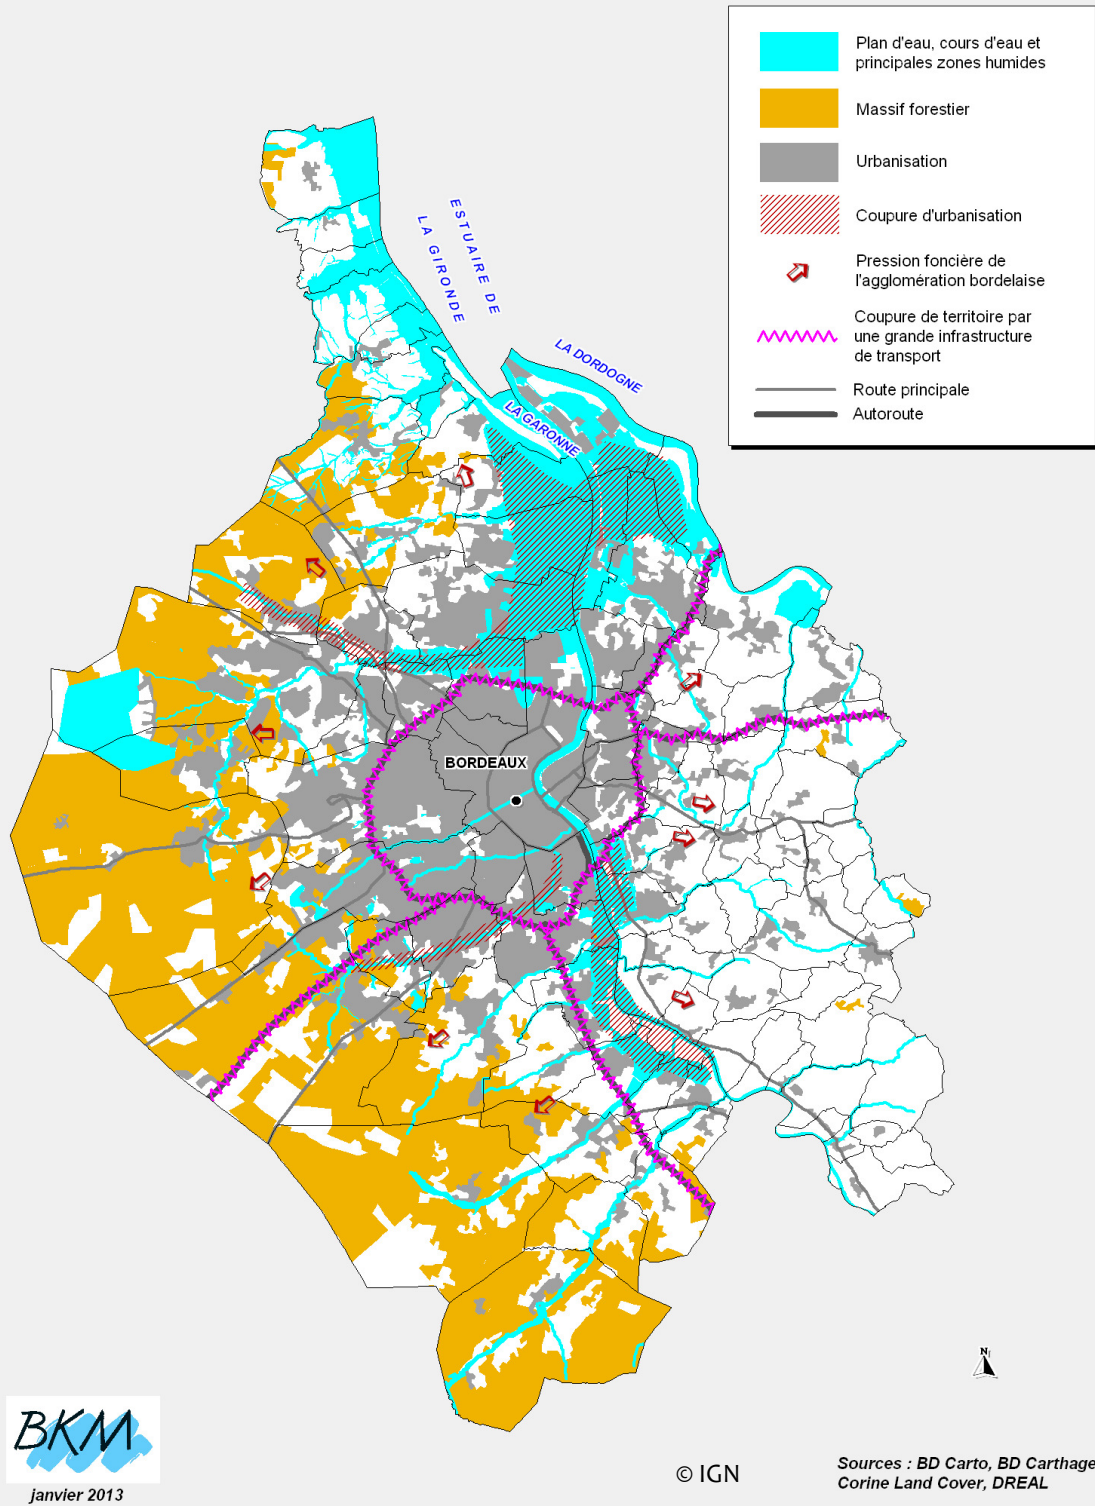 Plan d'eau, cours d'eau et
principales zones humides
Massif forestier
Urbanisation
Coupure d'urbanisation
Pression foncière de
l'agglomération bordelaise
Coupure de territoire par
une grande infrastructure
de transport
Route principale
Autoroute
ESTUAIRE DE
LA GIRONDE
LA DORDOGNE
LA GARONNE
BORDEAUX
N
BKM
janvier 2013
© IGN
Sources : BD Carto, BD Carthage
Corine Land Cover, DREAL